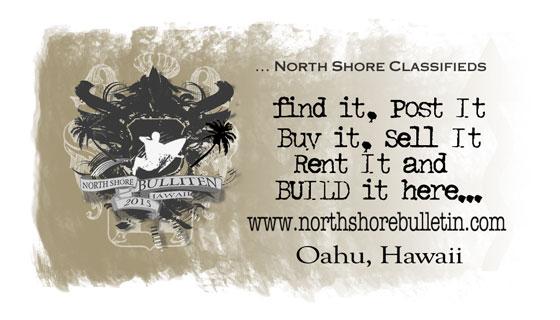 ... North Shore Classifieds
find it, Post It
Buy it, Sell It
Rent It and
BUILD it here...
www.northshorebulletin.com
Oahu, Hawaii
NORTH SHORE BULLITEN
HAWAII
2015